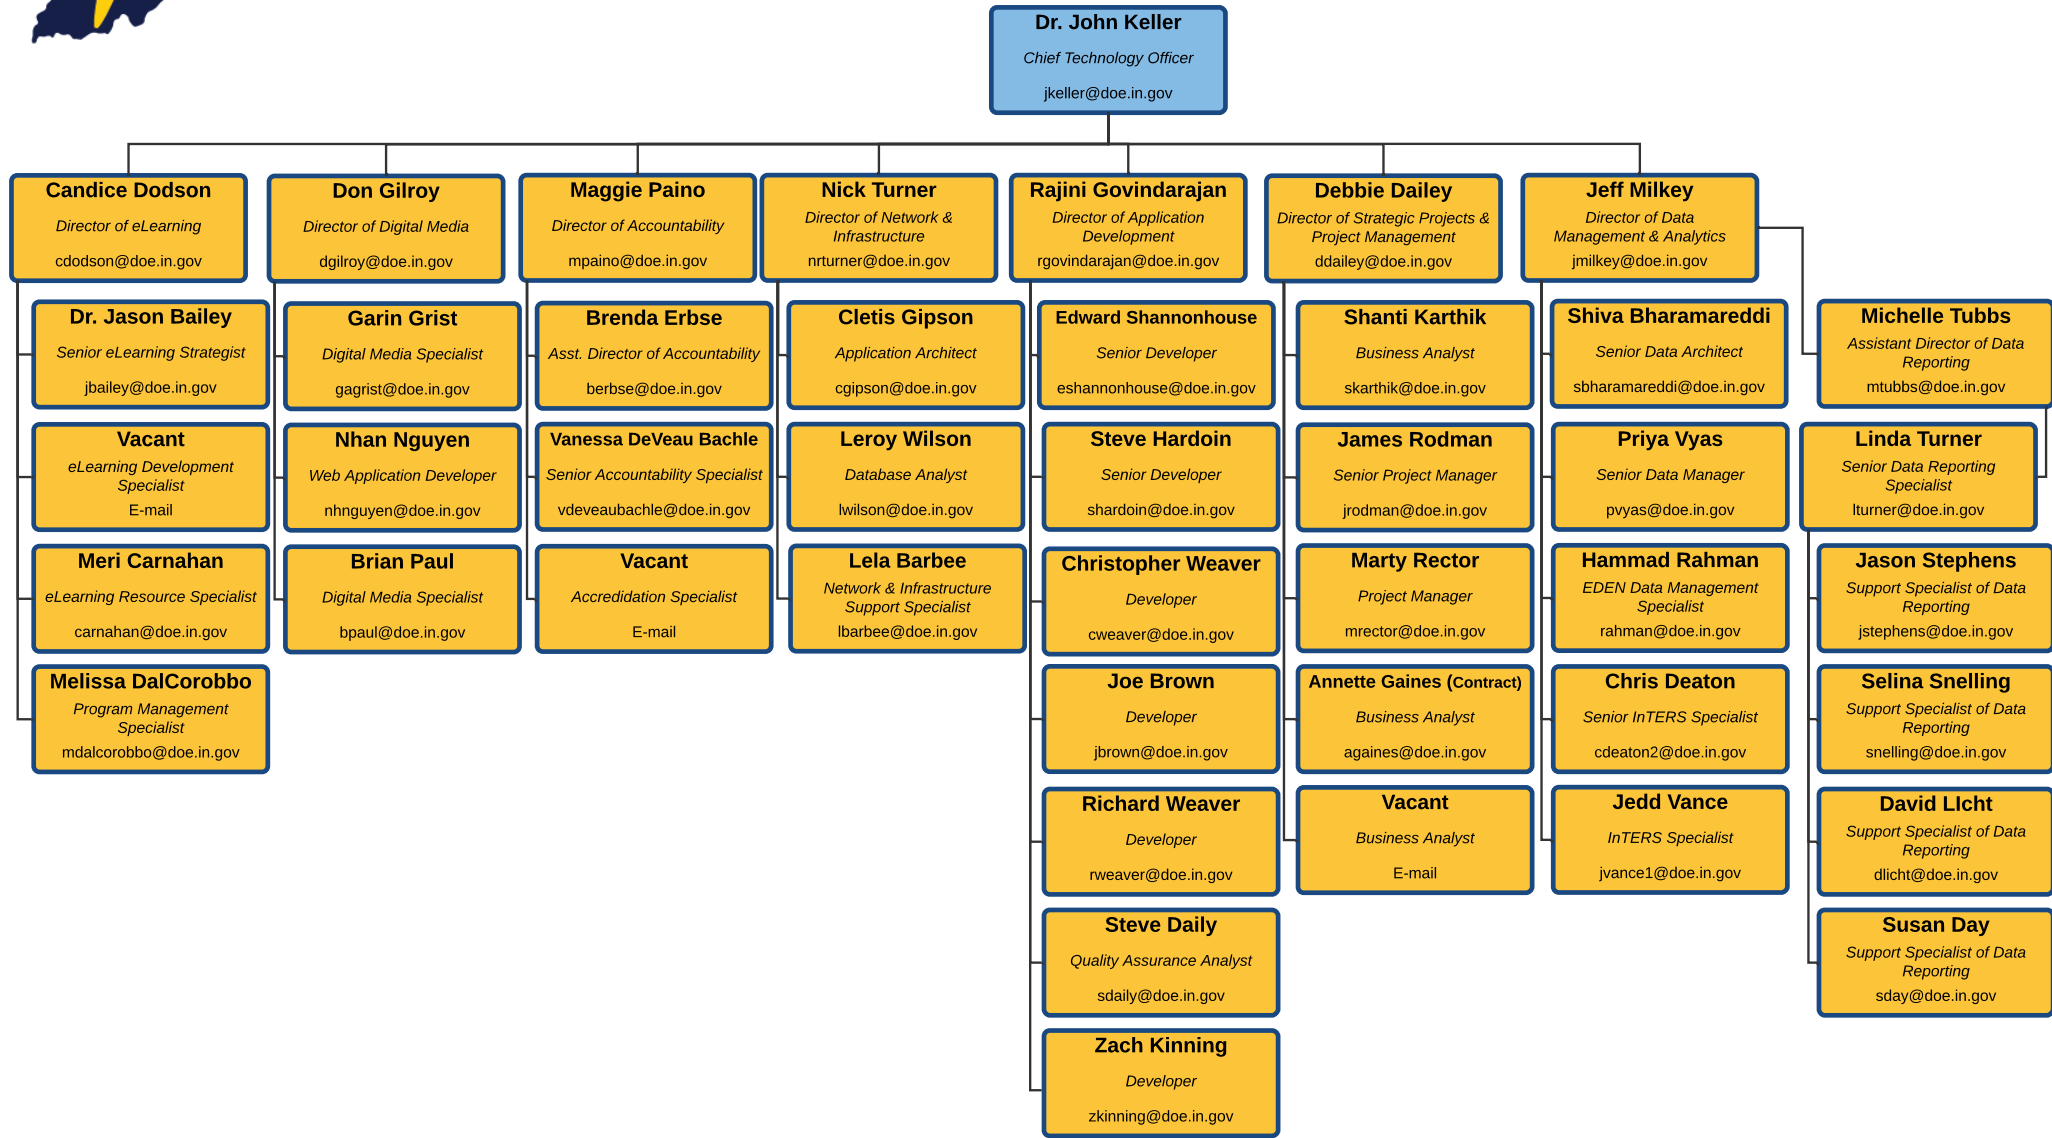 Dr. John Keller
Chief Technology Officer
jkeller@doe.in.gov
Candice Dodson
Director of eLearning
cdodson@doe.in.gov
Don Gilroy
Director of Digital Media
dgilroy@doe.in.gov
Maggie Paino
Director of Accountability
mpaino@doe.in.gov
Nick Turner
Director of Network &
Infrastructure
nrturner@doe.in.gov
Rajini Govindarajan
Director of Application
Development
rgovindarajan@doe.in.gov
Debbie Dailey
Director of Strategic Projects &
Project Management
ddailey@doe.in.gov
Jeff Milkey
Director of Data
Management & Analytics
jmilkey@doe.in.gov
Dr. Jason Bailey
Senior eLearning Strategist
jbailey@doe.in.gov
Vacant
eLearning Development
Specialist
E-mail
Meri Carnahan
eLearning Resource Specialist
carnahan@doe.in.gov
Melissa DalCorobbo
Program Management
Specialist
mdalcorobbo@doe.in.gov
Garin Grist
Digital Media Specialist
gagrist@doe.in.gov
Nhan Nguyen
Web Application Developer
nhnguyen@doe.in.gov
Brian Paul
Digital Media Specialist
bpaul@doe.in.gov
Brenda Erbse
Asst. Director of Accountability
berbse@doe.in.gov
Vanessa DeVeau Bachle
Senior Accountability Specialist
vdeveaubachle@doe.in.gov
Vacant
Accredidation Specialist
E-mail
Cletis Gipson
Application Architect
cgipson@doe.in.gov
Leroy Wilson
Database Analyst
lwilson@doe.in.gov
Lela Barbee
Network & Infrastructure
Support Specialist
lbarbee@doe.in.gov
Edward Shannonhouse
Senior Developer
eshannonhouse@doe.in.gov
Steve Hardoin
Senior Developer
shardoin@doe.in.gov
Christopher Weaver
Developer
cweaver@doe.in.gov
Joe Brown
Developer
jbrown@doe.in.gov
Richard Weaver
Developer
rweaver@doe.in.gov
Steve Daily
Quality Assurance Analyst
sdaily@doe.in.gov
Zach Kinning
Developer
zkinning@doe.in.gov
Shanti Karthik
Business Analyst
skarthik@doe.in.gov
James Rodman
Senior Project Manager
jrodman@doe.in.gov
Marty Rector
Project Manager
mrector@doe.in.gov
Annette Gaines (Contract)
Business Analyst
againes@doe.in.gov
Vacant
Business Analyst
E-mail
Shiva Bharamareddi
Senior Data Architect
sbharamareddi@doe.in.gov
Priya Vyas
Senior Data Manager
pvyas@doe.in.gov
Hammad Rahman
EDEN Data Management
Specialist
rahman@doe.in.gov
Chris Deaton
Senior InTERS Specialist
cdeaton2@doe.in.gov
Jedd Vance
InTERS Specialist
jvance1@doe.in.gov
Michelle Tubbs
Assistant Director of Data
Reporting
mtubbs@doe.in.gov
Linda Turner
Senior Data Reporting
Specialist
lturner@doe.in.gov
Jason Stephens
Support Specialist of Data
Reporting
jstephens@doe.in.gov
Selina Snelling
Support Specialist of Data
Reporting
snelling@doe.in.gov
David LIcht
Support Specialist of Data
Reporting
dlicht@doe.in.gov
Susan Day
Support Specialist of Data
Reporting
sday@doe.in.gov